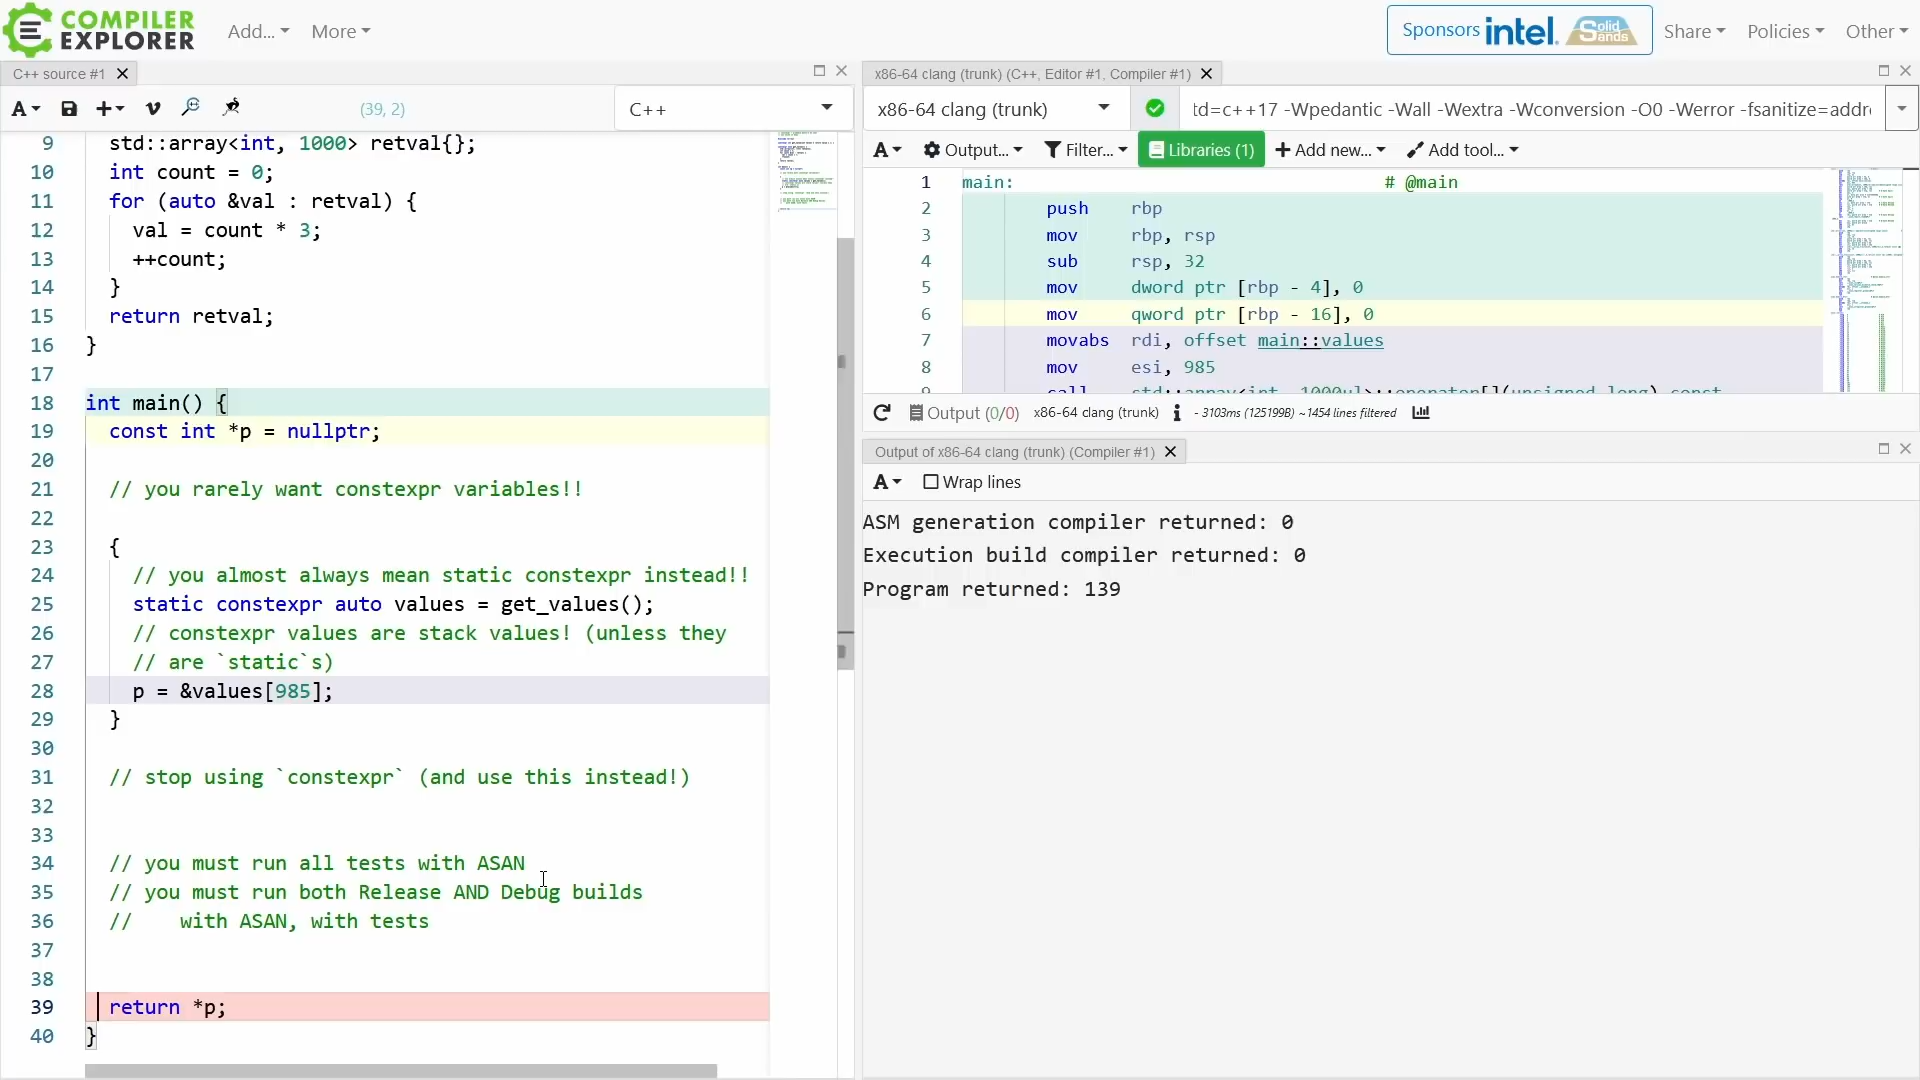 COMPILER
EXPLORER
Add...
More
Sponsors intel. Solid Sands
Share
Policies
Other
C++ source #1
A
(39, 2)
C++
9 std::array<int, 1000> retval{};
10 int count = 0;
11 for (auto &val : retval) {
12 val = count * 3;
13 ++count;
14 }
15 return retval;
16 }
17
18 int main() {
19 const int *p = nullptr;
20
21 // you rarely want constexpr variables!!
22
23 {
24 // you almost always mean static constexpr instead!!
25 static constexpr auto values = get_values();
26 // constexpr values are stack values! (unless they
27 // are `static`s)
28 p = &values[985];
29 }
30
31 // stop using `constexpr` (and use this instead!)
32
33
34 // you must run all tests with ASAN
35 // you must run both Release AND Debug builds
36 // with ASAN, with tests
37
38
39 return *p;
40 }
x86-64 clang (trunk) (C++, Editor #1, Compiler #1)
x86-64 clang (trunk)
td=c++17 -Wpedantic -Wall -Wextra -Wconversion -O0 -Werror -fsanitize=addre
A
Output...
Filter...
Libraries (1)
Add new...
Add tool...
1 main: # @main
2 push rbp
3 mov rbp, rsp
4 sub rsp, 32
5 mov dword ptr [rbp - 4], 0
6 mov qword ptr [rbp - 16], 0
7 movabs rdi, offset main::values
8 mov esi, 985
9 call std::array<int, 1000ul>::operator[](unsigned long) const
Output (0/0) x86-64 clang (trunk) - 3103ms (125199B) ~1454 lines filtered
Output of x86-64 clang (trunk) (Compiler #1)
A
Wrap lines
ASM generation compiler returned: 0
Execution build compiler returned: 0
Program returned: 139